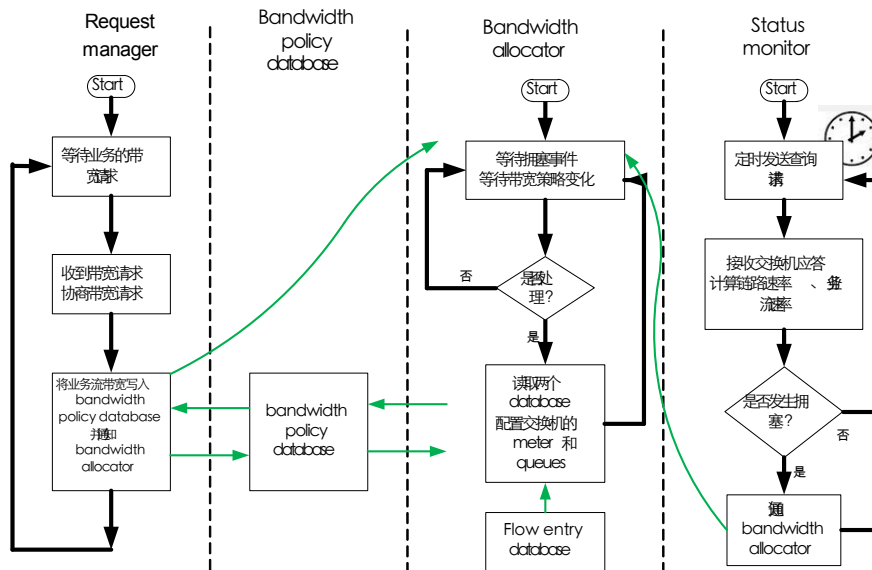 Request
manager
Bandwidth
policy
database
Bandwidth
allocator
Status
monitor
Start
等待业务的带
宽请求
收到带宽请求
协商带宽请求
将业务流带宽写入
bandwidth
policy database
并通知
bandwidth
allocator
bandwidth
policy
database
Start
等待拥塞事件
等待带宽策略变化
否
是否处
理?
是
读取两个
database
配置交换机的
meter 和
queues
Flow entry
database
Start
定时发送查询
请求
接收交换机应答
计算链路速率 、业务
流速率
是否发生拥
塞?
否
是
通知
bandwidth
allocator